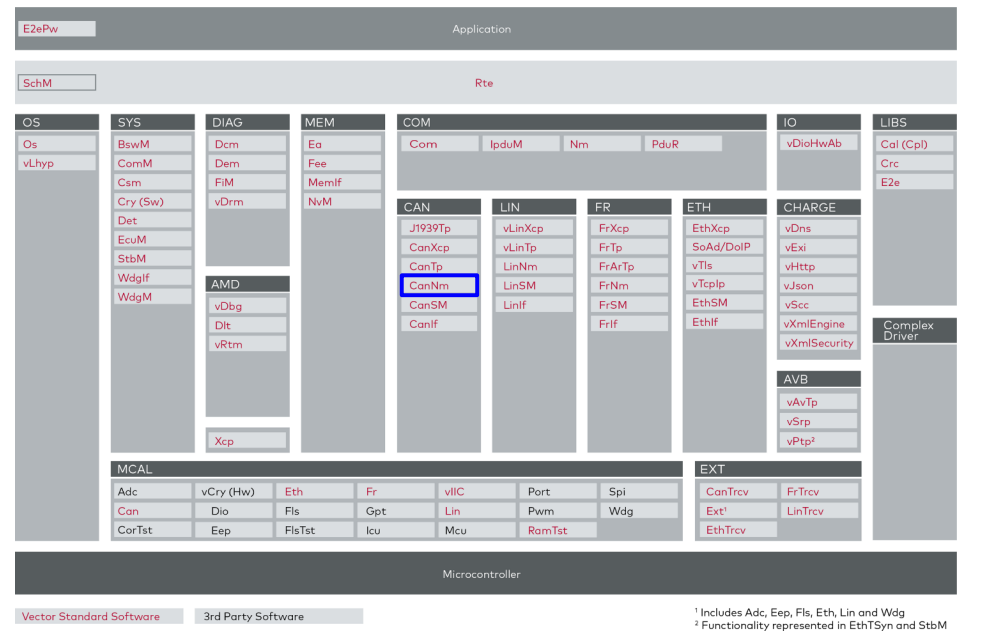 E2ePw
Application
SchM
Rte
OS
Os
vLhyp
SYS
BswM
ComM
Csm
Cry (Sw)
Det
EcuM
StbM
WdgIf
WdgM
DIAG
Dcm
Dem
FiM
vDrm
AMD
vDbg
Dlt
vRtm
Xcp
MEM
Ea
Fee
MemIf
NvM
COM
Com
IpduM
Nm
PduR
CAN
J1939Tp
CanXcp
CanTp
CanNm
CanSM
CanIf
LIN
vLinXcp
vLinTp
LinNm
LinSM
LinIf
FR
FrXcp
FrTp
FrArTp
FrNm
FrSM
FrIf
ETH
EthXcp
SoAd/DoIP
vTls
vTcpIp
EthSM
EthIf
IO
vDioHwAb
CHARGE
vDns
vExi
vHttp
vJson
vScc
vXmlEngine
vXmlSecurity
AVB
vAvTp
vSrp
vPtp²
LIBS
Cal (Cpl)
Crc
E2e
Complex
Driver
MCAL
Adc
vCry (Hw)
Eth
Fr
vIIC
Port
Spi
Can
Dio
Fls
Gpt
Lin
Pwm
Wdg
CorTst
Eep
FlsTst
Icu
Mcu
RamTst
EXT
CanTrcv
FrTrcv
Ext¹
LinTrcv
EthTrcv
Microcontroller
Vector Standard Software
3rd Party Software
¹ Includes Adc, Eep, Fls, Eth, Lin and Wdg
² Functionality represented in EthTSyn and StbM